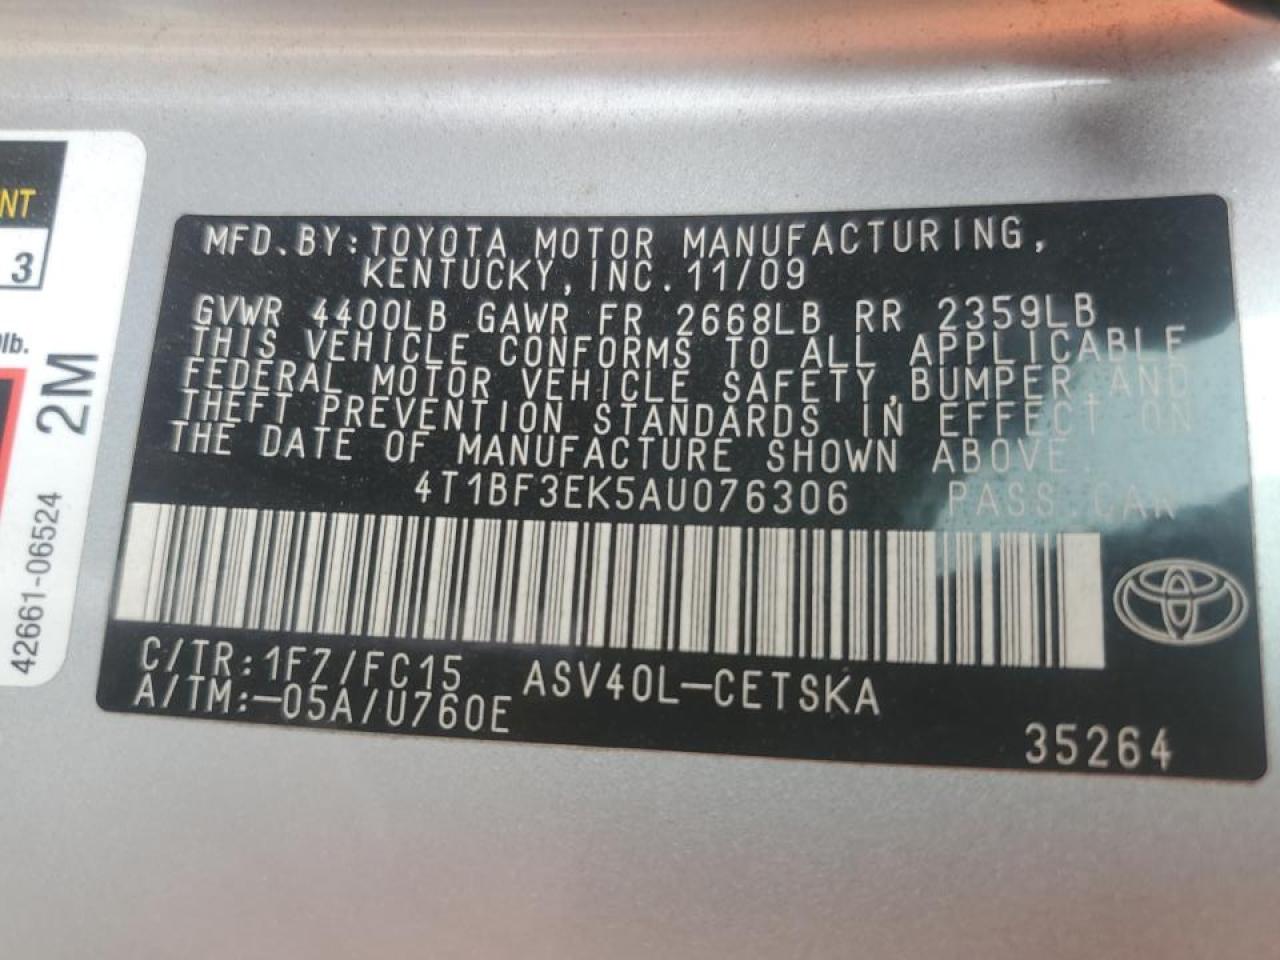 NT
3
lb.
2M
42661-06524
MFD.BY:TOYOTA MOTOR MANUFACTURING,
KENTUCKY,INC.11/09
GVWR 4400LB GAWR FR 2668LB RR 2359LB
THIS VEHICLE CONFORMS TO ALL APPLICABLE
FEDERAL MOTOR VEHICLE SAFETY,BUMPER,AND
THEFT PREVENTION STANDARDS IN EFFECT ON
THE DATE OF MANUFACTURE SHOWN ABOVE.
4T1BF3EK5AU076306 PASS.CAR
C/TR:1F7/FC15 ASV40L-CETSKA
A/TM:-05A/U760E
35264